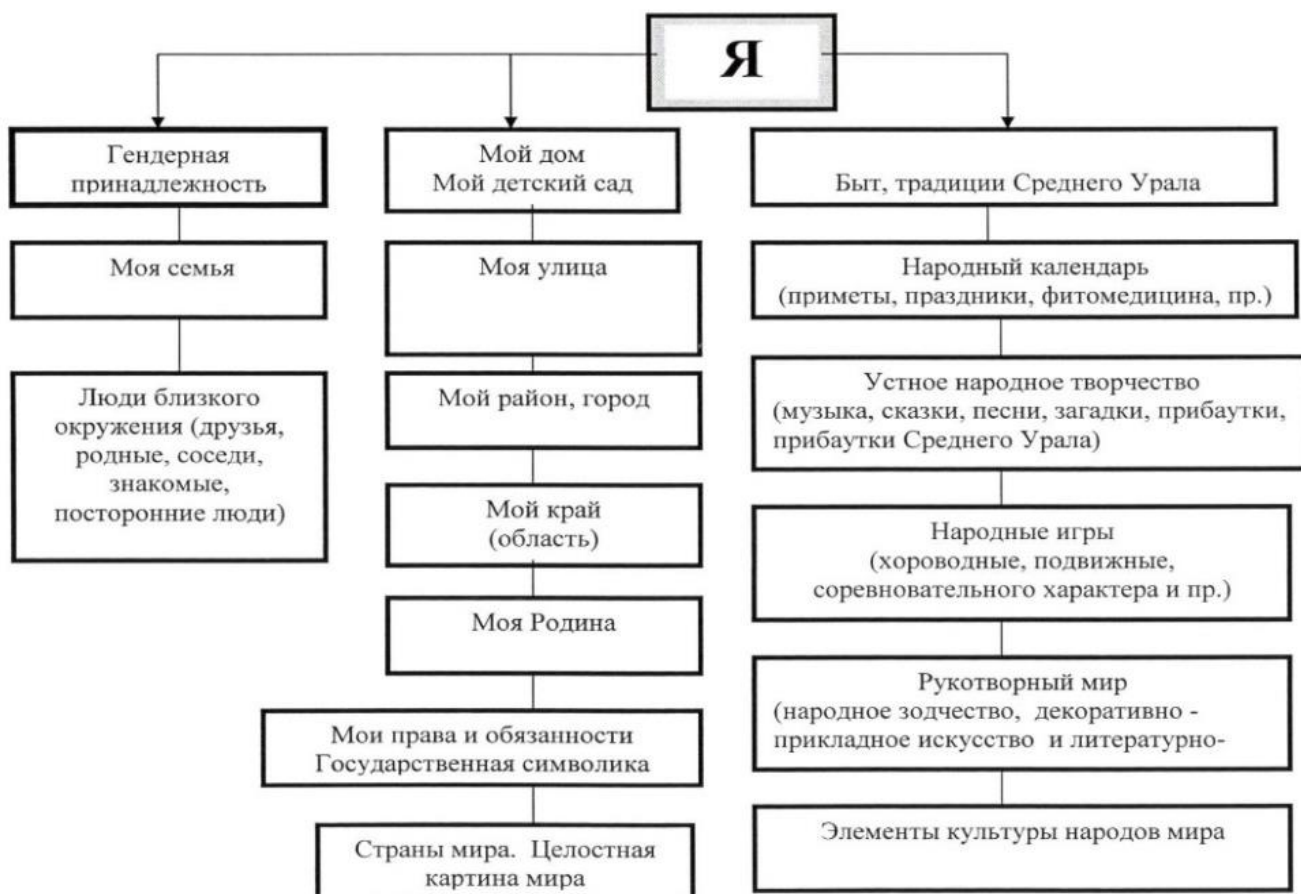 Я
Гендерная
принадлежность
Моя семья
Люди близкого
окружения (друзья,
родные, соседи,
знакомые,
посторонние люди)
Мой дом
Мой детский сад
Моя улица
Мой район, город
Мой край
(область)
Моя Родина
Мои права и обязанности
Государственная символика
Страны мира. Целостная
картина мира
Быт, традиции Среднего Урала
Народный календарь
(приметы, праздники, фитомедицина, пр.)
Устное народное творчество
(музыка, сказки, песни, загадки, прибаутки,
прибаутки Среднего Урала)
Народные игры
(хороводные, подвижные,
соревновательного характера и пр.)
Рукотворный мир
(народное зодчество, декоративно -
прикладное искусство и литературно-
Элементы культуры народов мира